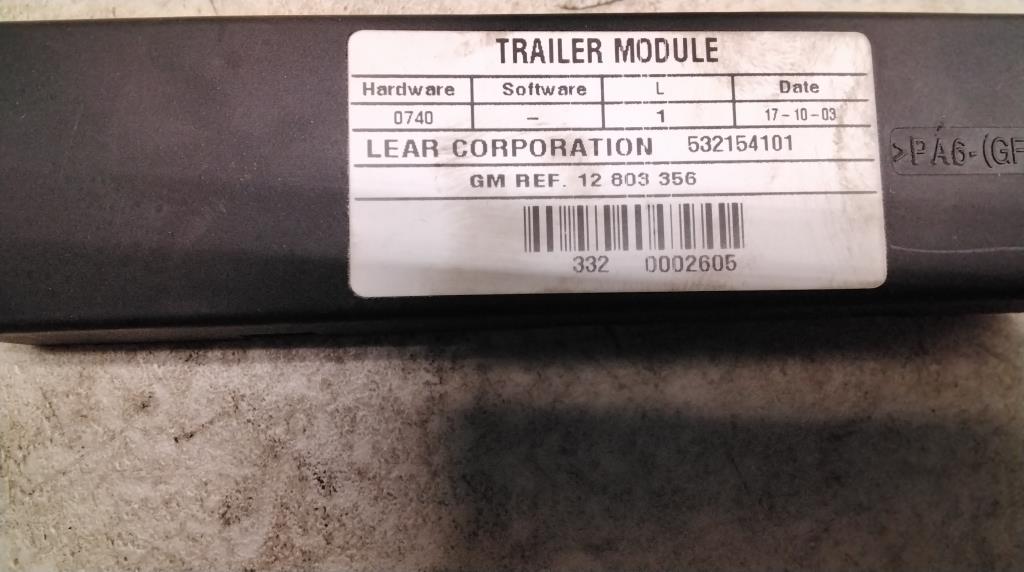 TRAILER MODULE
Hardware Software L Date
0740 – 1 17-10-03
LEAR CORPORATION 532154101
GM REF. 12 803 356
332 0002605
>PA6-(GF